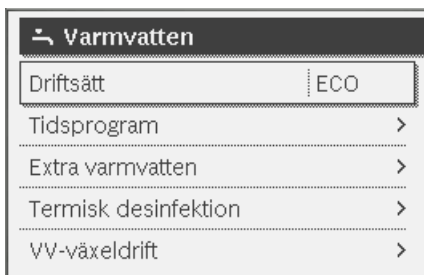 Varmvatten
Driftsätt ECO
Tidsprogram >
Extra varmvatten >
Termisk desinfektion >
VV-växeldrift >